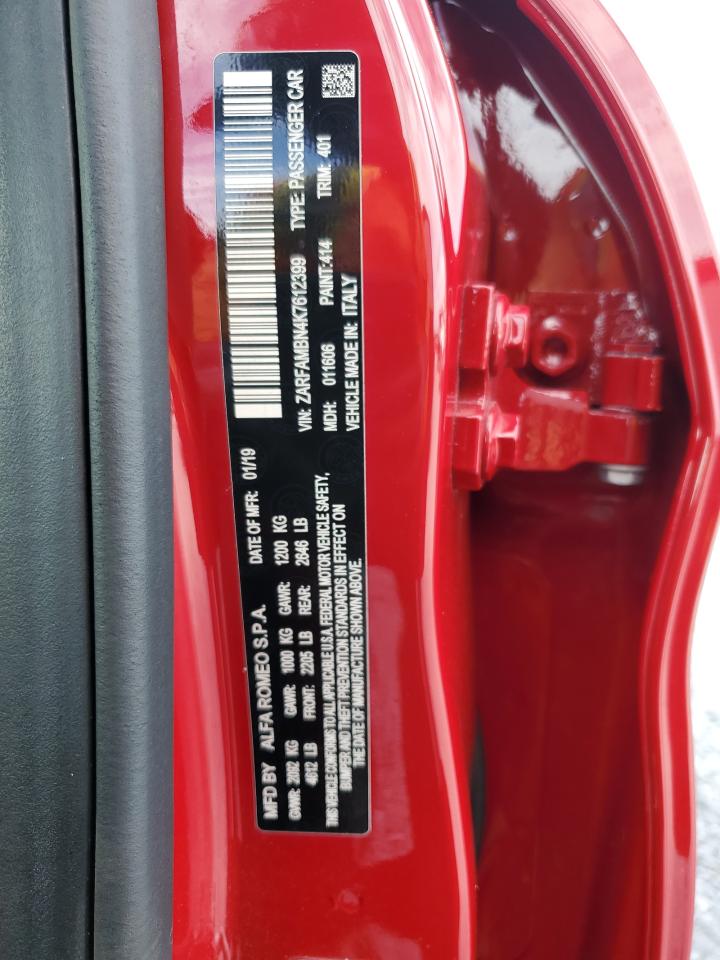 MFD BY ALFA ROMEO S.P.A. DATE OF MFR: 01/19
GVWR: 2092 KG GAWR: 1000 KG GAWR: 1200 KG
4612 LB FRONT: 2205 LB REAR: 2646 LB
THIS VEHICLE CONFORMS TO ALL APPLICABLE U.S.A. FEDERAL MOTOR VEHICLE SAFETY,
BUMPER AND THEFT PREVENTION STANDARDS IN EFFECT ON
THE DATE OF MANUFACTURE SHOWN ABOVE.
VIN: ZARFAMBN4K7612399 TYPE: PASSENGER CAR
MDH: 011606 PAINT:414 TRIM: 401
VEHICLE MADE IN: ITALY